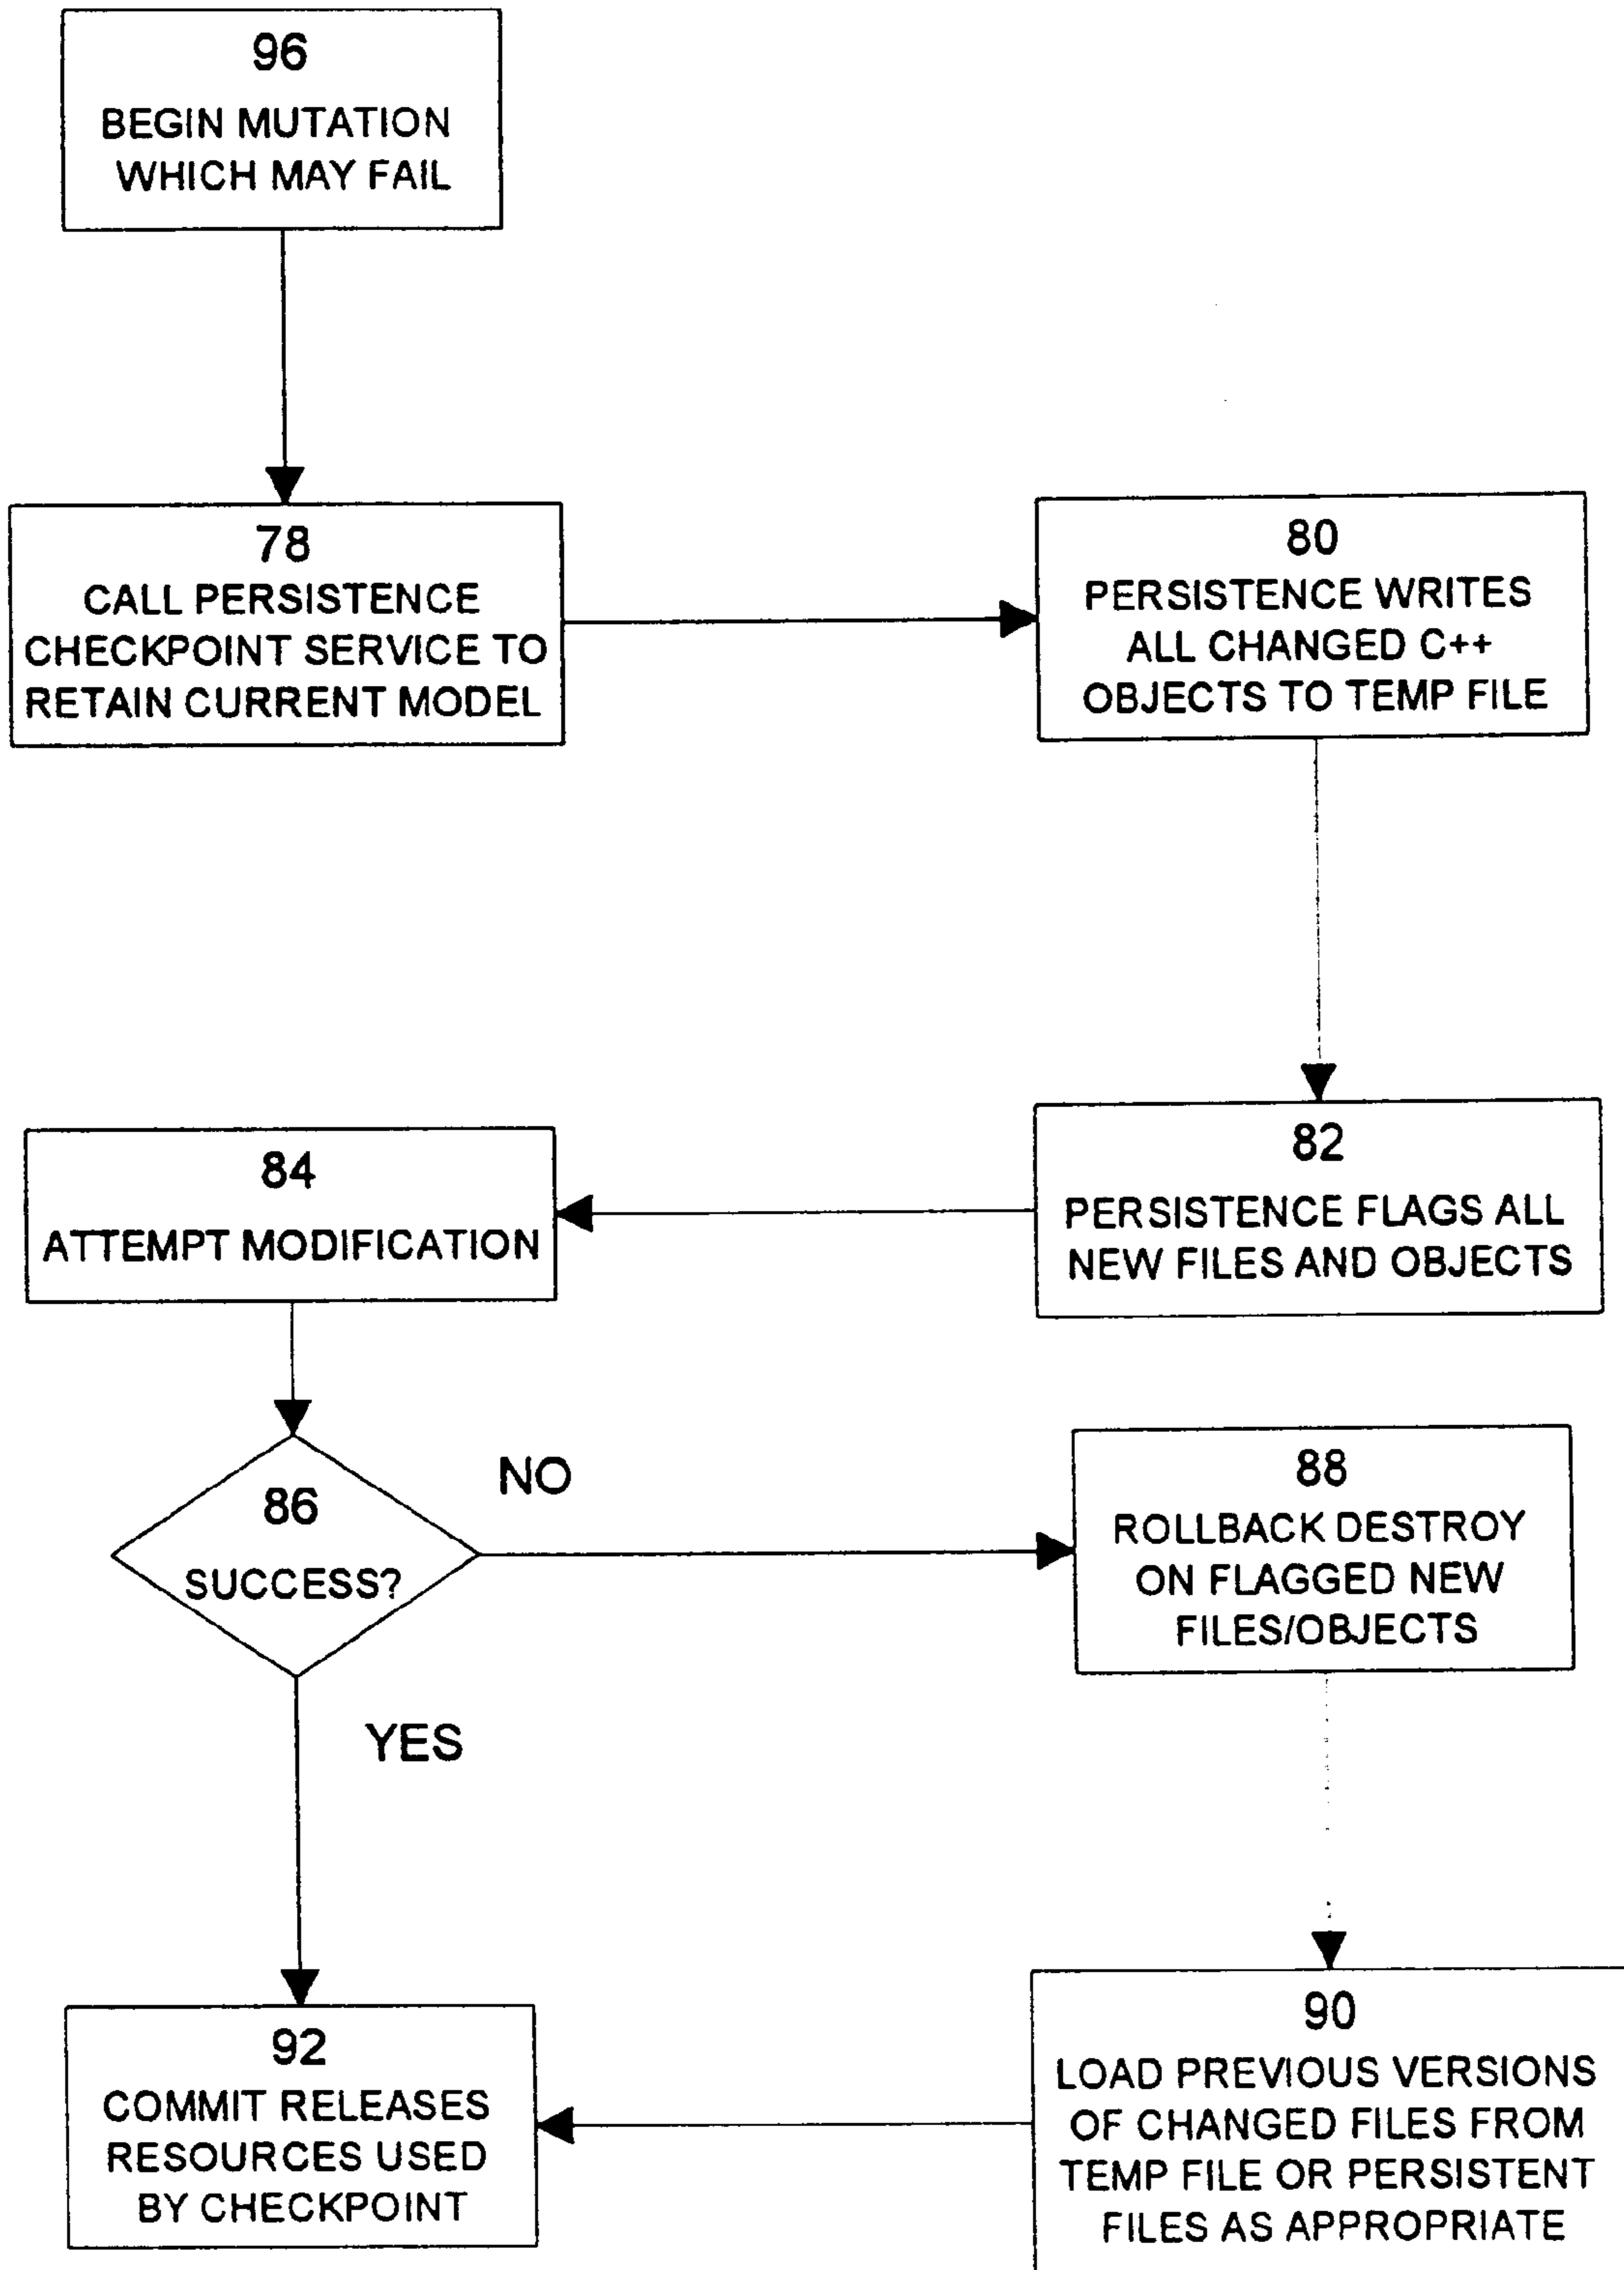 96
BEGIN MUTATION
WHICH MAY FAIL
78
CALL PERSISTENCE
CHECKPOINT SERVICE TO
RETAIN CURRENT MODEL
80
PERSISTENCE WRITES
ALL CHANGED C++
OBJECTS TO TEMP FILE
82
PERSISTENCE FLAGS ALL
NEW FILES AND OBJECTS
84
ATTEMPT MODIFICATION
86
SUCCESS?
NO
88
ROLLBACK DESTROY
ON FLAGGED NEW
FILES/OBJECTS
YES
90
LOAD PREVIOUS VERSIONS
OF CHANGED FILES FROM
TEMP FILE OR PERSISTENT
FILES AS APPROPRIATE
92
COMMIT RELEASES
RESOURCES USED
BY CHECKPOINT